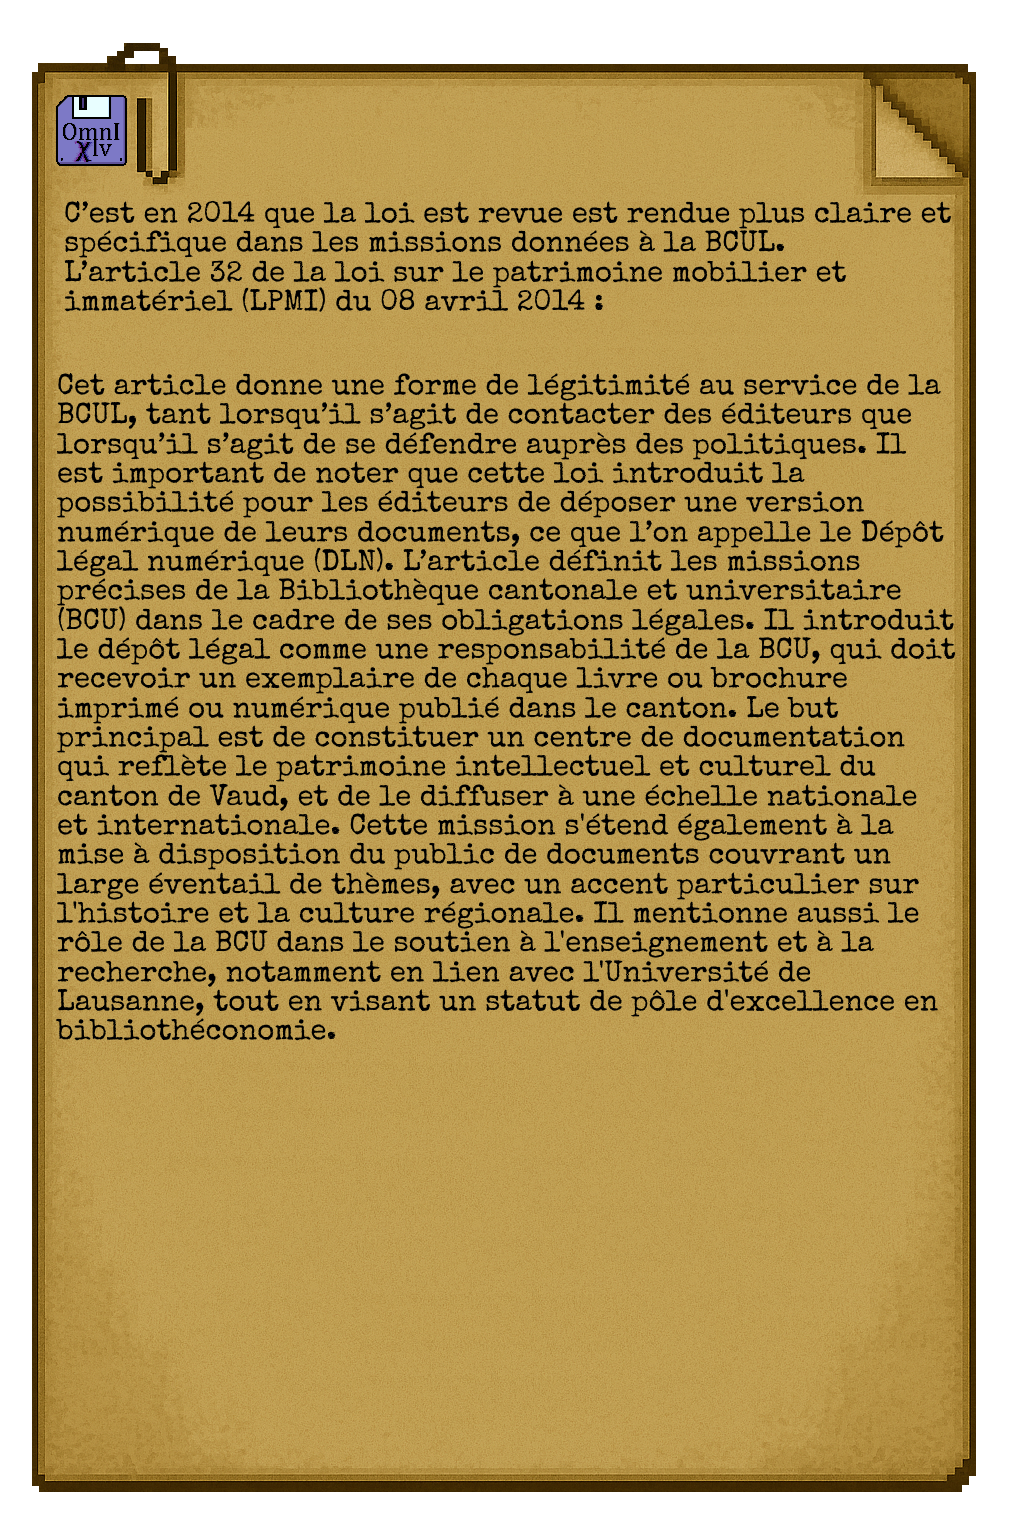 OmnI
χiv
C’est en 2014 que la loi est revue est rendue plus claire et
spécifique dans les missions données à la BCUL.
L’article 32 de la loi sur le patrimoine mobilier et
immatériel (LPMI) du 08 avril 2014 :
Cet article donne une forme de légitimité au service de la
BCUL, tant lorsqu’il s’agit de contacter des éditeurs que
lorsqu’il s’agit de se défendre auprès des politiques. Il
est important de noter que cette loi introduit la
possibilité pour les éditeurs de déposer une version
numérique de leurs documents, ce que l’on appelle le Dépôt
légal numérique (DLN). L’article définit les missions
précises de la Bibliothèque cantonale et universitaire
(BCU) dans le cadre de ses obligations légales. Il introduit
le dépôt légal comme une responsabilité de la BCU, qui doit
recevoir un exemplaire de chaque livre ou brochure
imprimé ou numérique publié dans le canton. Le but
principal est de constituer un centre de documentation
qui reflète le patrimoine intellectuel et culturel du
canton de Vaud, et de le diffuser à une échelle nationale
et internationale. Cette mission s'étend également à la
mise à disposition du public de documents couvrant un
large éventail de thèmes, avec un accent particulier sur
l'histoire et la culture régionale. Il mentionne aussi le
rôle de la BCU dans le soutien à l'enseignement et à la
recherche, notamment en lien avec l'Université de
Lausanne, tout en visant un statut de pôle d'excellence en
bibliothéconomie.